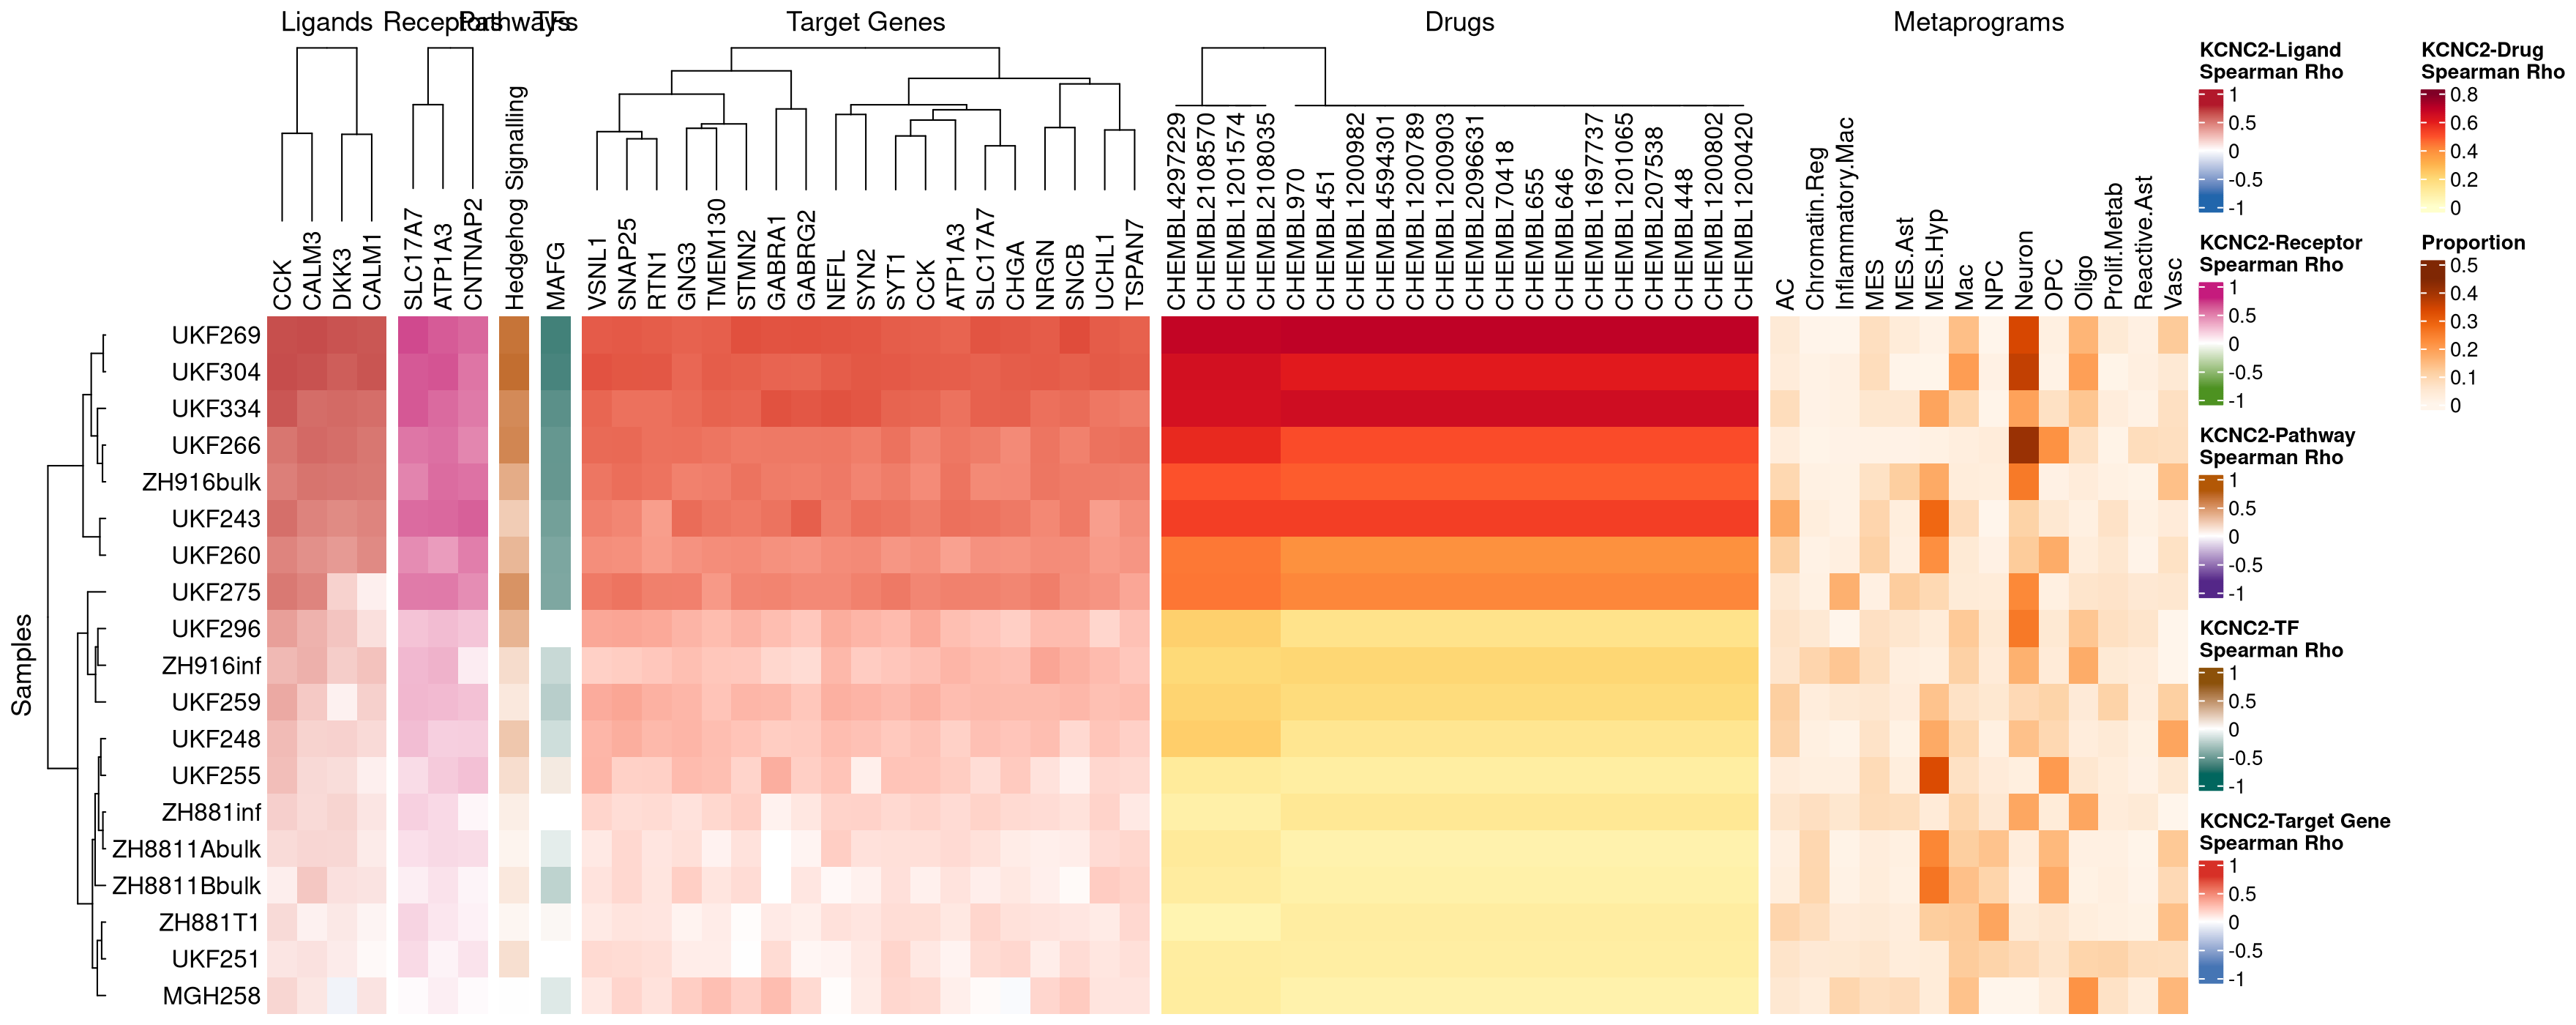 Ligands
Receptors
Pathways
TFs
Target Genes
Drugs
Metaprograms
CCK
CALM3
DKK3
CALM1
SLC17A7
ATP1A3
CNTNAP2
Hedgehog Signalling
MAFG
VSNL1
SNAP25
RTN1
GNG3
TMEM130
STMN2
GABRA1
GABRG2
NEFL
SYN2
SYT1
CCK
ATP1A3
SLC17A7
CHGA
NRGN
SNCB
UCHL1
TSPAN7
CHEMBL4297229
CHEMBL2108570
CHEMBL1201574
CHEMBL2108035
CHEMBL970
CHEMBL451
CHEMBL1200982
CHEMBL4594301
CHEMBL1200789
CHEMBL1200903
CHEMBL2096631
CHEMBL70418
CHEMBL655
CHEMBL646
CHEMBL1697737
CHEMBL1201065
CHEMBL207538
CHEMBL448
CHEMBL1200802
CHEMBL1200420
AC
Chromatin.Reg
Inflammatory.Mac
MES
MES.Ast
MES.Hyp
Mac
NPC
Neuron
OPC
Oligo
Prolif.Metab
Reactive.Ast
Vasc
Samples
UKF269
UKF304
UKF334
UKF266
ZH916bulk
UKF243
UKF260
UKF275
UKF296
ZH916inf
UKF259
UKF248
UKF255
ZH881inf
ZH8811Abulk
ZH8811Bbulk
ZH881T1
UKF251
MGH258
KCNC2-Ligand
Spearman Rho
1
0.5
0
-0.5
-1
KCNC2-Receptor
Spearman Rho
1
0.5
0
-0.5
-1
KCNC2-Pathway
Spearman Rho
1
0.5
0
-0.5
-1
KCNC2-TF
Spearman Rho
1
0.5
0
-0.5
-1
KCNC2-Target Gene
Spearman Rho
1
0.5
0
-0.5
-1
KCNC2-Drug
Spearman Rho
0.8
0.6
0.4
0.2
0
Proportion
0.5
0.4
0.3
0.2
0.1
0